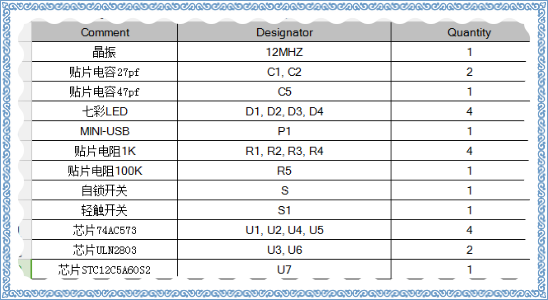 Comment Designator Quantity
晶振 12MHZ 1
贴片电容27pf C1, C2 2
贴片电容47pf C5 1
七彩LED D1, D2, D3, D4 4
MINI-USB P1 1
贴片电阻1K R1, R2, R3, R4 4
贴片电阻100K R5 1
自锁开关 S 1
轻触开关 S1 1
芯片74AC573 U1, U2, U4, U5 4
芯片ULN2803 U3, U6 2
芯片STC12C5A60S2 U7 1